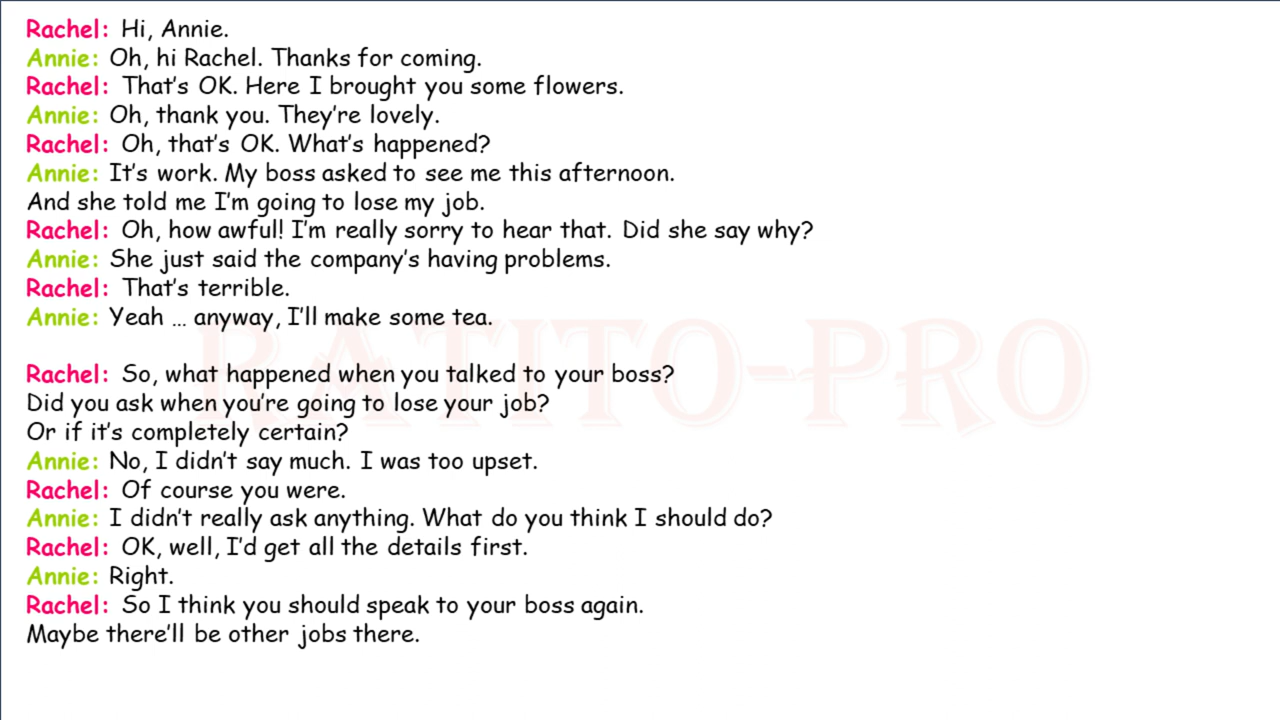 Rachel: Hi, Annie.
Annie: Oh, hi Rachel. Thanks for coming.
Rachel: That's OK. Here I brought you some flowers.
Annie: Oh, thank you. They're lovely.
Rachel: Oh, that's OK. What's happened?
Annie: It's work. My boss asked to see me this afternoon.
And she told me I'm going to lose my job.
Rachel: Oh, how awful! I'm really sorry to hear that. Did she say why?
Annie: She just said the company's having problems.
Rachel: That's terrible.
Annie: Yeah … anyway, I'll make some tea.
RATITO-PRO
Rachel: So, what happened when you talked to your boss?
Did you ask when you're going to lose your job?
Or if it's completely certain?
Annie: No, I didn't say much. I was too upset.
Rachel: Of course you were.
Annie: I didn't really ask anything. What do you think I should do?
Rachel: OK, well, I'd get all the details first.
Annie: Right.
Rachel: So I think you should speak to your boss again.
Maybe there'll be other jobs there.